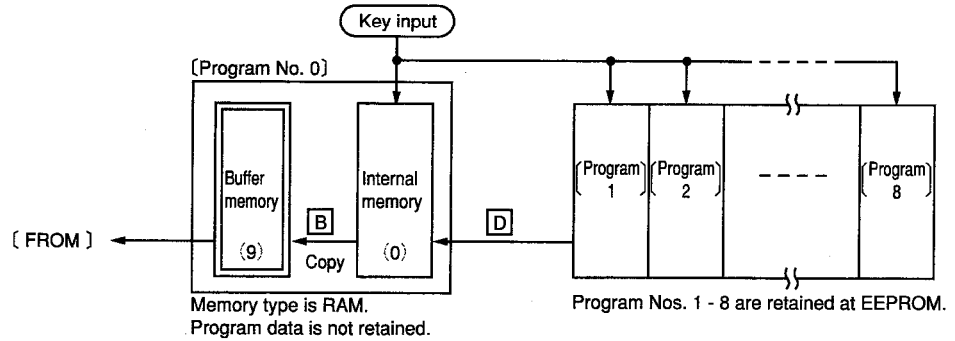 Key input
〔Program No. 0〕
Buffer
memory
(9)
Internal
memory
(0)
B
Copy
D
〔 FROM 〕
〔Program〕
1
〔Program〕
2
〔Program〕
8
Memory type is RAM.
Program data is not retained.
Program Nos. 1 - 8 are retained at EEPROM.